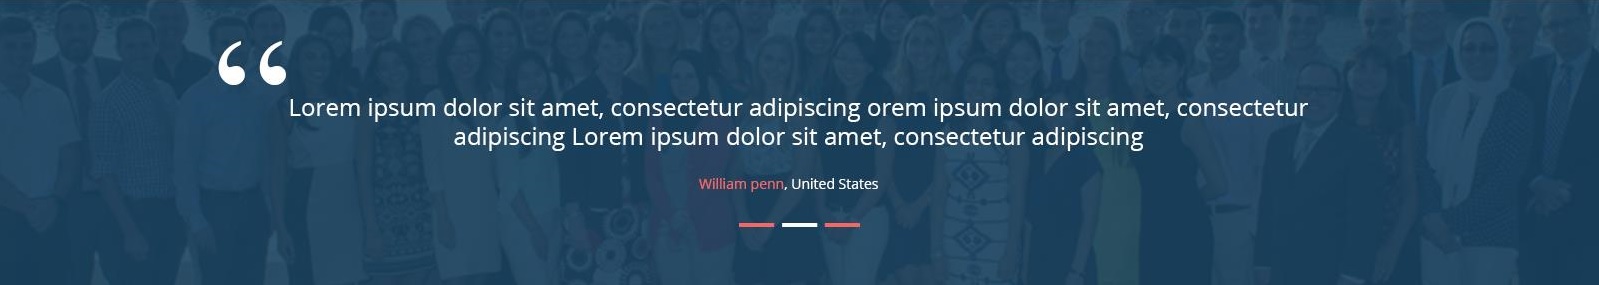 “
Lorem ipsum dolor sit amet, consectetur adipiscing orem ipsum dolor sit amet, consectetur
adipiscing Lorem ipsum dolor sit amet, consectetur adipiscing
William penn, United States